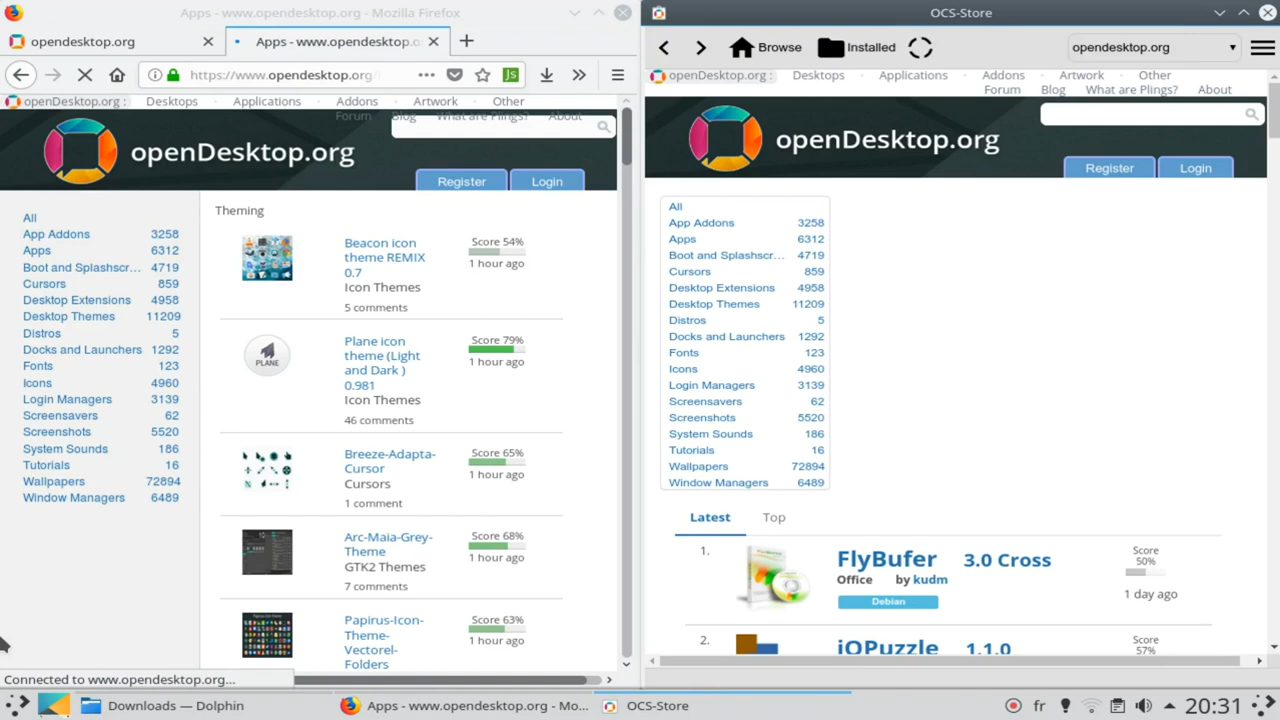 Apps - www.opendesktop.org - Mozilla Firefox
opendesktop.org
Apps - www.opendesktop.o
https://www.opendesktop.org
JS
openDesktop.org :
Desktops
Applications
Addons
Artwork
Other
Forum
Blog
What are Plings?
About
openDesktop.org
Register
Login
All
App Addons 3258
Apps 6312
Boot and Splashscr... 4719
Cursors 859
Desktop Extensions 4958
Desktop Themes 11209
Distros 5
Docks and Launchers 1292
Fonts 123
Icons 4960
Login Managers 3139
Screensavers 62
Screenshots 5520
System Sounds 186
Tutorials 16
Wallpapers 72894
Window Managers 6489
Theming
Beacon icon
theme REMIX
0.7
Icon Themes
5 comments
Score 54%
1 hour ago
PLANE
Plane icon
theme (Light
and Dark )
0.981
Icon Themes
46 comments
Score 79%
1 hour ago
Breeze-Adapta-
Cursor
Cursors
1 comment
Score 65%
1 hour ago
Arc-Maia-Grey-
Theme
GTK2 Themes
7 comments
Score 68%
1 hour ago
Papirus-Icon-
Theme-
Vectorel-
Folders
Score 63%
1 hour ago
Connected to www.opendesktop.org...
OCS-Store
Browse
Installed
opendesktop.org
openDesktop.org :
Desktops
Applications
Addons
Artwork
Other
Forum
Blog
What are Plings?
About
openDesktop.org
Register
Login
All
App Addons 3258
Apps 6312
Boot and Splashscr... 4719
Cursors 859
Desktop Extensions 4958
Desktop Themes 11209
Distros 5
Docks and Launchers 1292
Fonts 123
Icons 4960
Login Managers 3139
Screensavers 62
Screenshots 5520
System Sounds 186
Tutorials 16
Wallpapers 72894
Window Managers 6489
Latest
Top
1.
FlyBufer 3.0 Cross
Office by kudm
Debian
Score
50%
1 day ago
2.
iQPuzzle 1.1.0
Score
57%
Downloads — Dolphin
Apps - www.opendesktop.org - Mo...
OCS-Store
fr
20:31